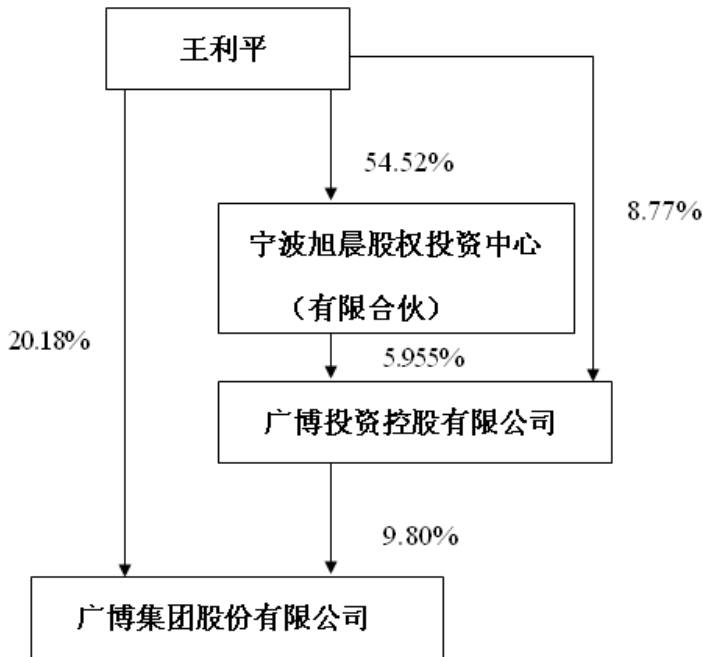 王利平
54.52%
8.77%
宁波旭晨股权投资中心
（有限合伙）
20.18%
5.955%
广博投资控股有限公司
9.80%
广博集团股份有限公司